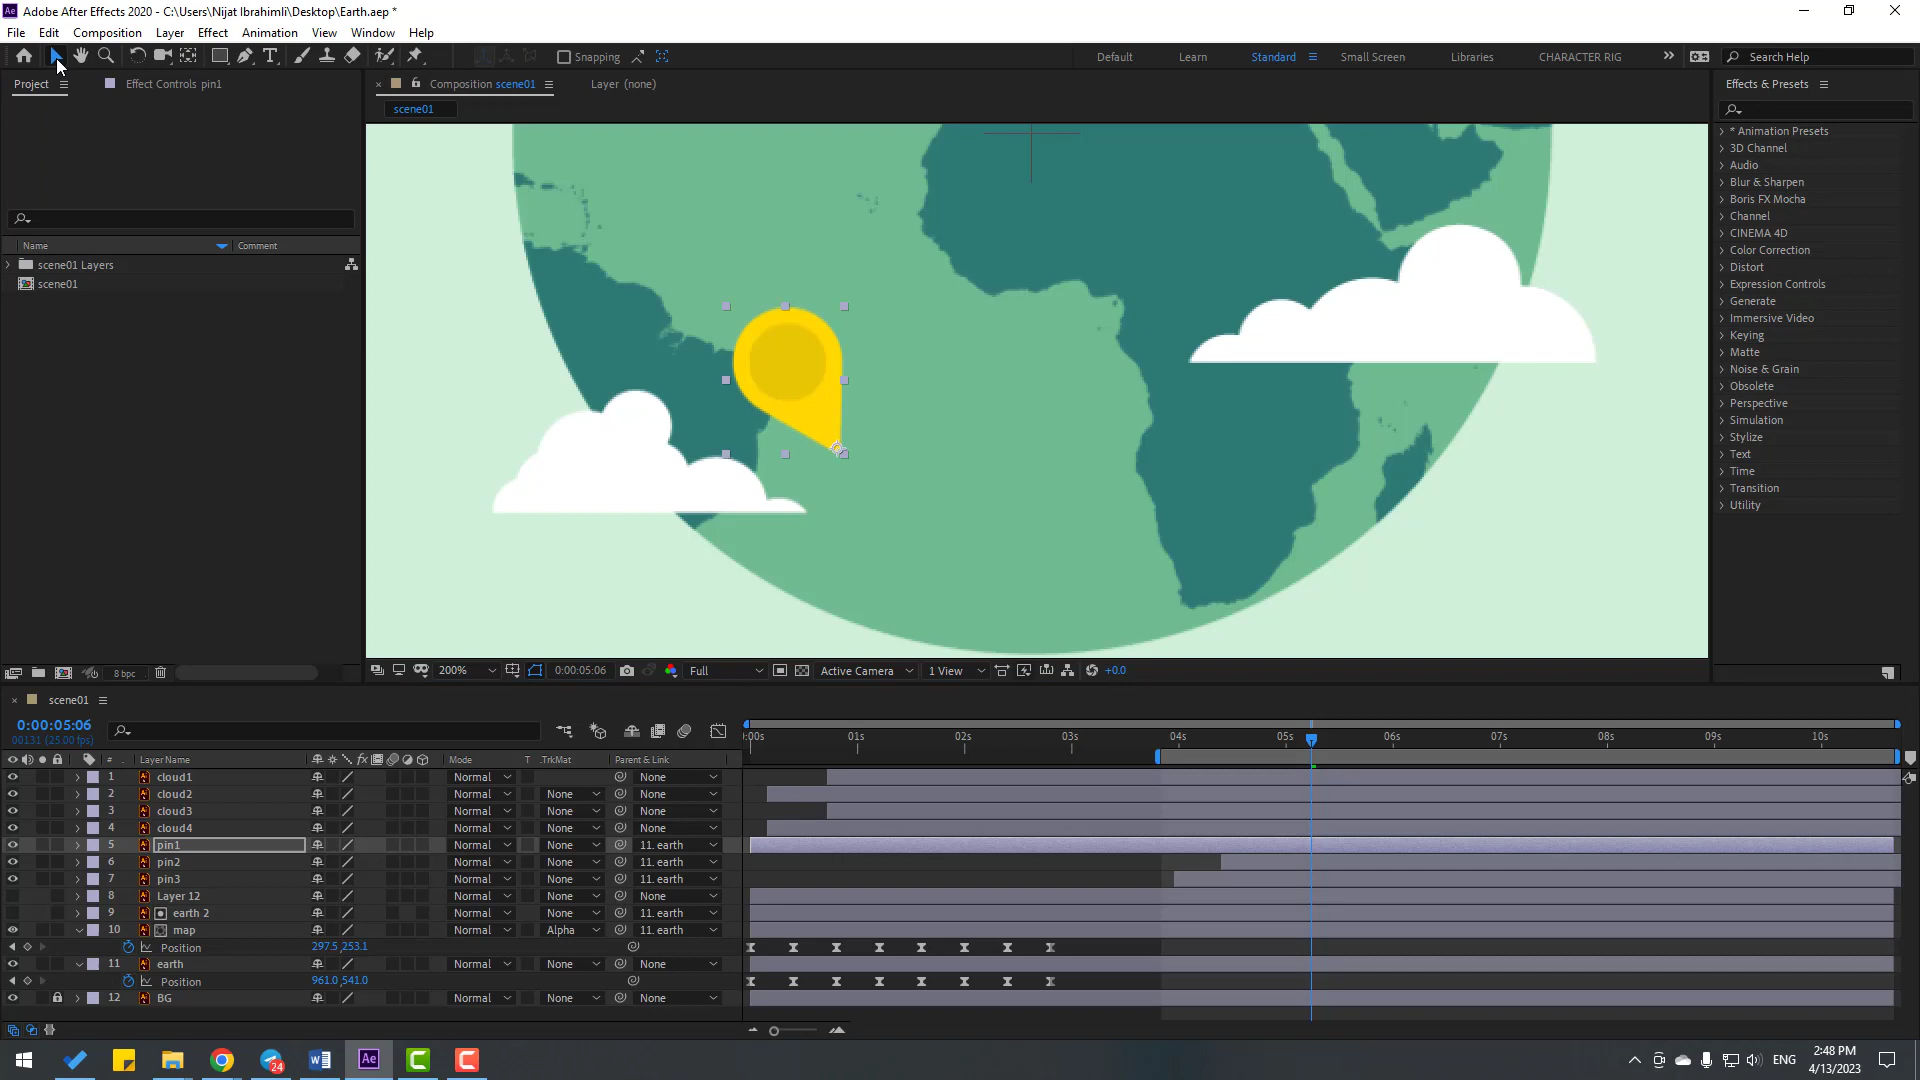 Adobe After Effects 2020 - C:\Users\Nijat Ibrahimli\Desktop\Earth.aep *
File Edit Composition Layer Effect Animation View Window Help
Snapping Default Learn Standard Small Screen Libraries CHARACTER RIG Search Help
Project Effect Controls pin1 Composition scene01 Layer (none) Effects & Presets
scene01
* Animation Presets
3D Channel
Audio
Blur & Sharpen
Boris FX Mocha
Channel
CINEMA 4D
Color Correction
Distort
Expression Controls
Generate
Immersive Video
Keying
Matte
Noise & Grain
Obsolete
Perspective
Simulation
Stylize
Text
Time
Transition
Utility
Name Comment
scene01 Layers
scene01
8 bpc 200% 0:00:05:06 Full Active Camera 1 View +0.0
scene01
0:00:05:06
00131 (25.00 fps)
:00s 01s 02s 03s 04s 05s 06s 07s 08s 09s 10s
# Layer Name Mode T .TrkMat Parent & Link
1 cloud1 Normal None
2 cloud2 Normal None None
3 cloud3 Normal None None
4 cloud4 Normal None None
5 pin1 Normal None 11. earth
6 pin2 Normal None 11. earth
7 pin3 Normal None 11. earth
8 Layer 12 Normal None None
9 earth 2 Normal None 11. earth
10 map Normal Alpha 11. earth
Position 297.5,253.1
11 earth Normal None None
Position 961.0,541.0
12 BG Normal None None
24 ENG 2:48 PM
4/13/2023